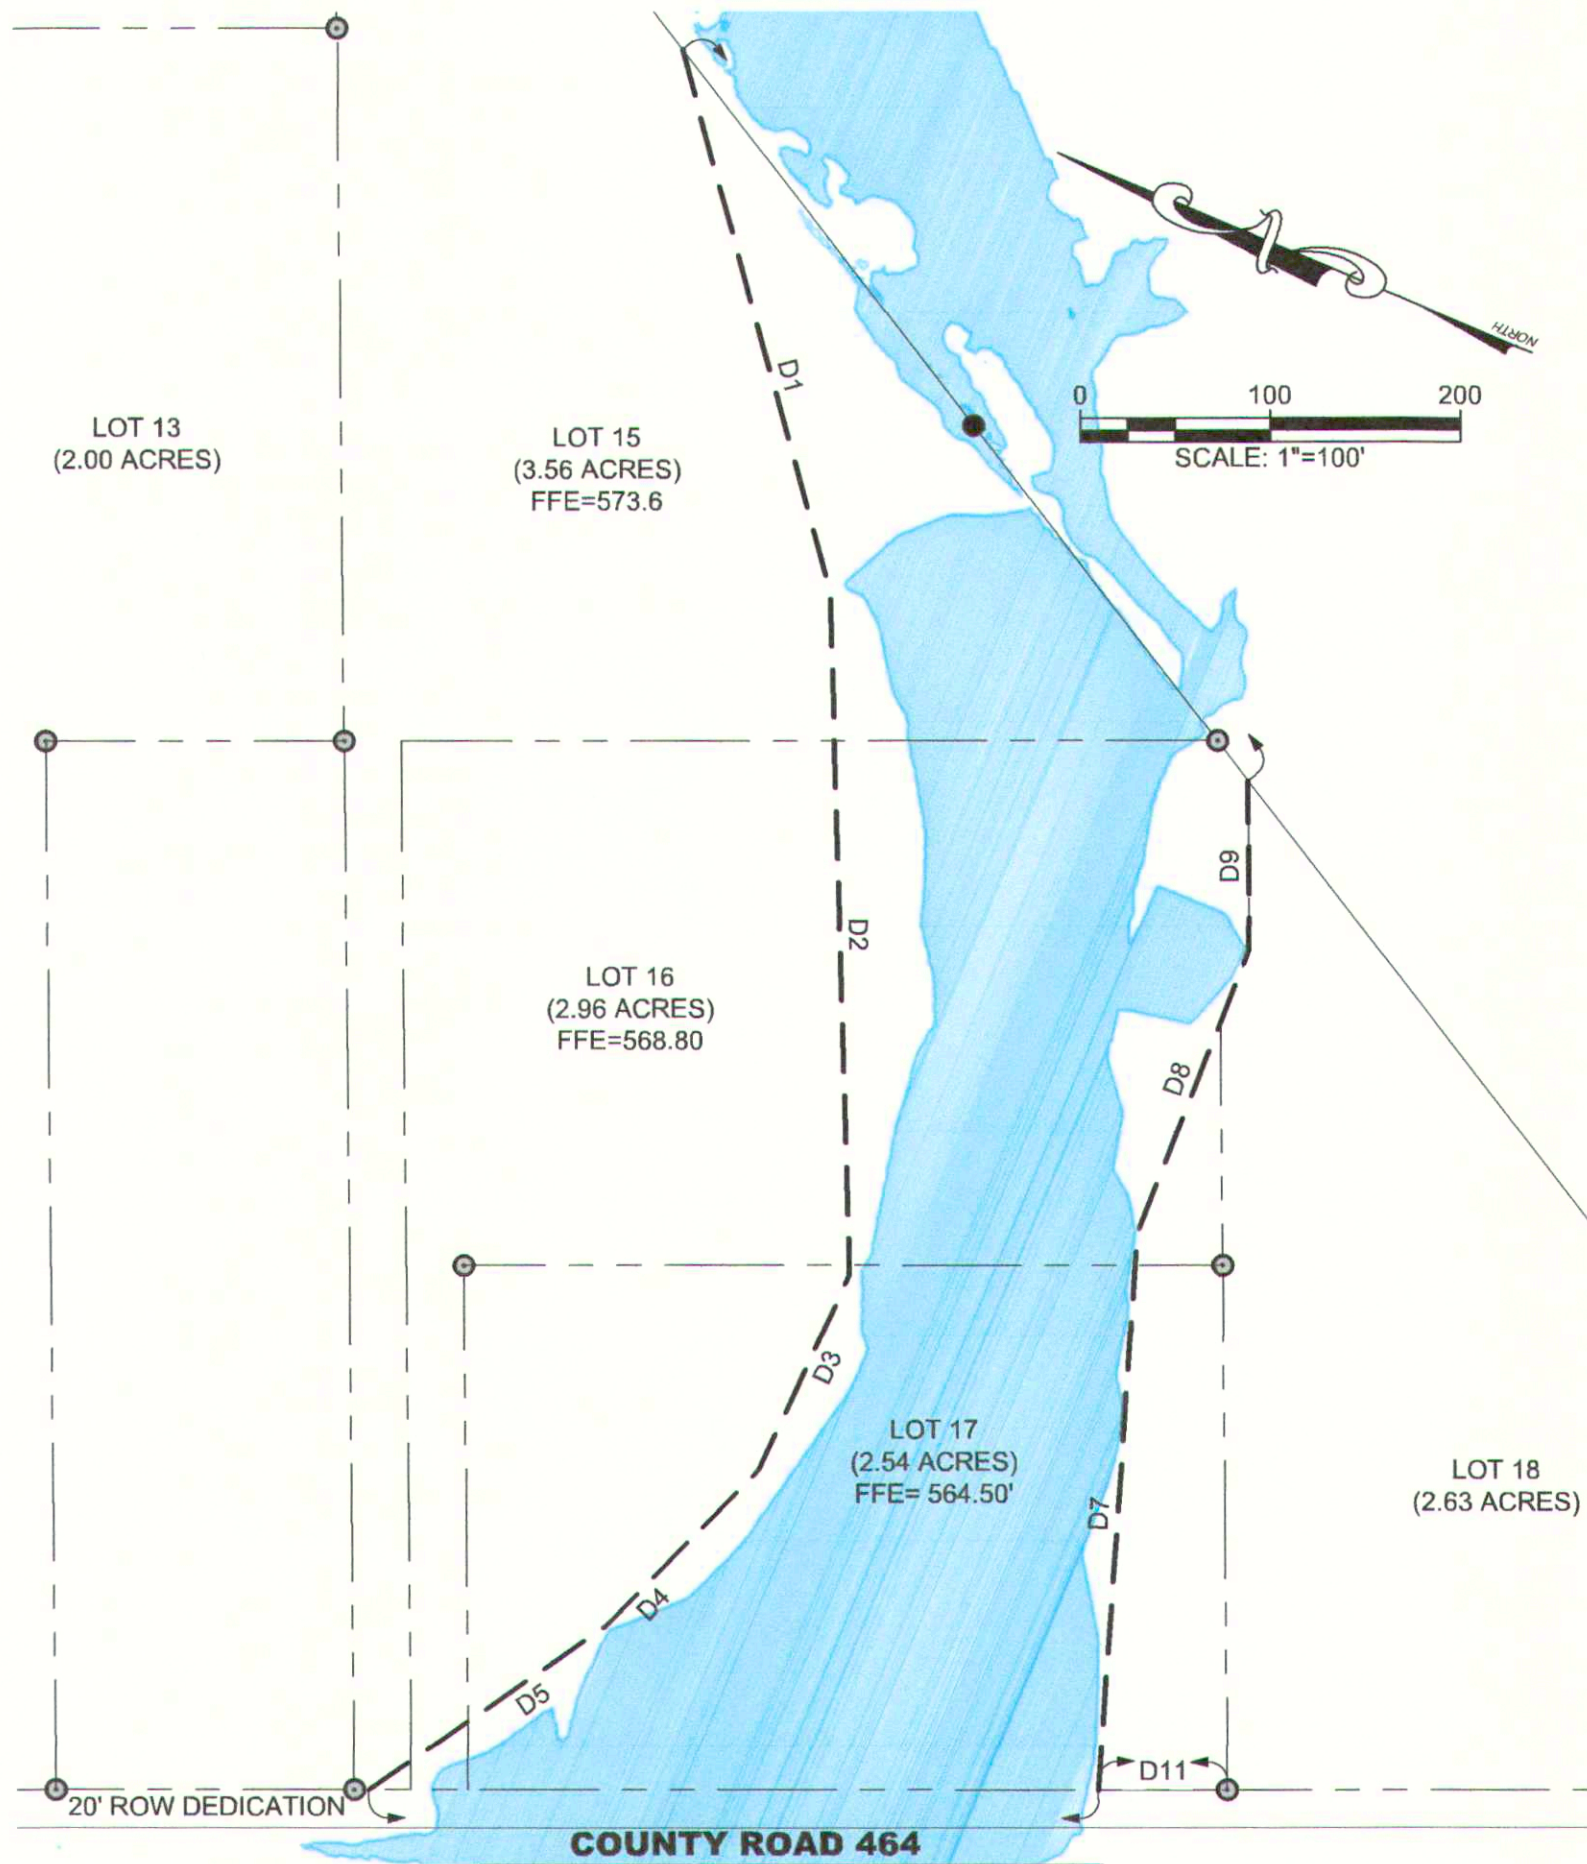 NORTH
0 100 200
SCALE: 1"=100'
D1
LOT 13
(2.00 ACRES)
LOT 15
(3.56 ACRES)
FFE=573.6
D9
D2
LOT 16
(2.96 ACRES)
FFE=568.80
D8
D3
LOT 17
(2.54 ACRES)
FFE= 564.50'
LOT 18
(2.63 ACRES)
D7
D4
D5
D11
20' ROW DEDICATION
COUNTY ROAD 464